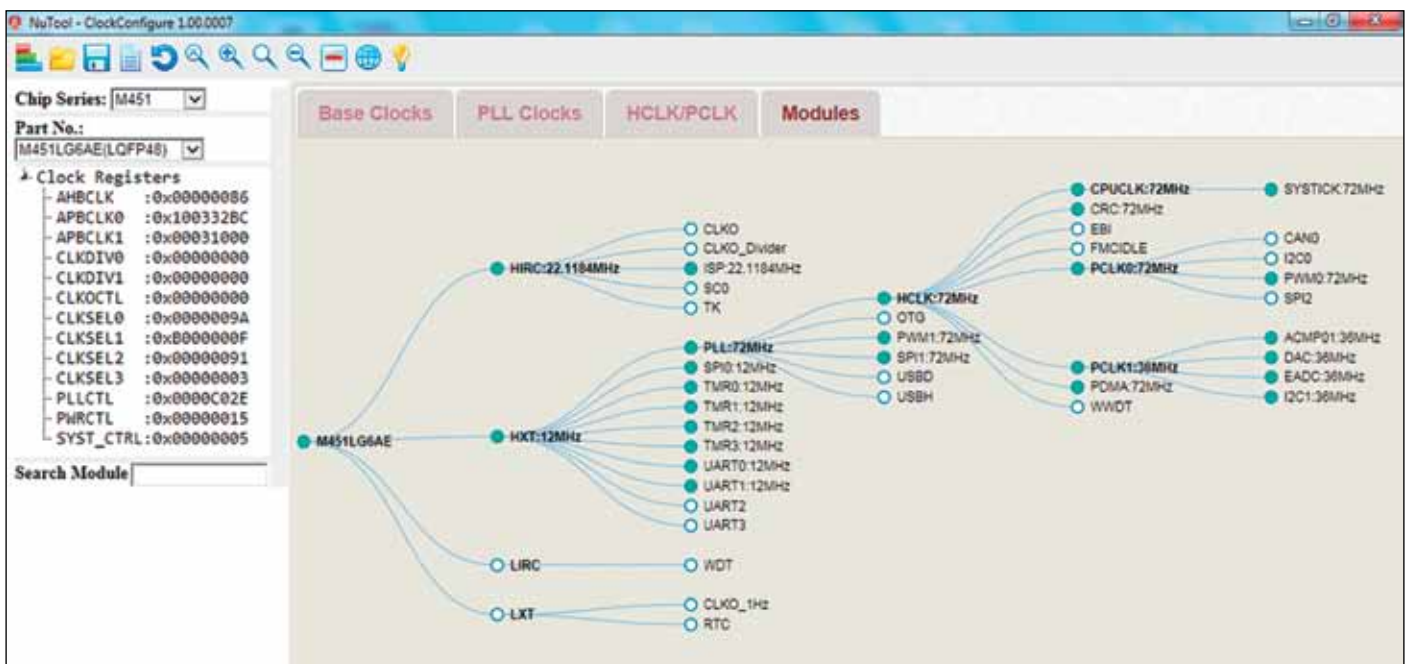 NuTool - ClockConfigure 1.00.0007
Chip Series: M451
Part No.:
M451LG6AE(LQFP48)
Clock Registers
AHBCLK :0x00000086
APBCLK0 :0x100332BC
APBCLK1 :0x00031000
CLKDIV0 :0x00000000
CLKDIV1 :0x00000000
CLKOCTL :0x00000000
CLKSEL0 :0x0000009A
CLKSEL1 :0xB000000F
CLKSEL2 :0x00000091
CLKSEL3 :0x00000003
PLLCTL :0x0000C02E
PWRCTL :0x00000015
SYST_CTRL:0x00000005
Search Module
Base Clocks
PLL Clocks
HCLK/PCLK
Modules
M451LG6AE
HIRC:22.1184MHz
HXT:12MHz
LIRC
LXT
CLKO
CLKO_Divider
ISP:22.1184MHz
SC0
TK
PLL:72MHz
SPI0:12MHz
TMR0:12MHz
TMR1:12MHz
TMR2:12MHz
TMR3:12MHz
UART0:12MHz
UART1:12MHz
UART2
UART3
WDT
CLKO_1Hz
RTC
HCLK:72MHz
OTG
PWM1:72MHz
SPI1:72MHz
USBD
USBH
CPUCLK:72MHz
CRC:72MHz
EBI
FMCIDLE
PCLK0:72MHz
PCLK1:36MHz
PDMA:72MHz
WWDT
SYSTICK:72MHz
CAN0
I2C0
PWM0:72MHz
SPI2
ACMP01:36MHz
DAC:36MHz
EADC:36MHz
I2C1:36MHz